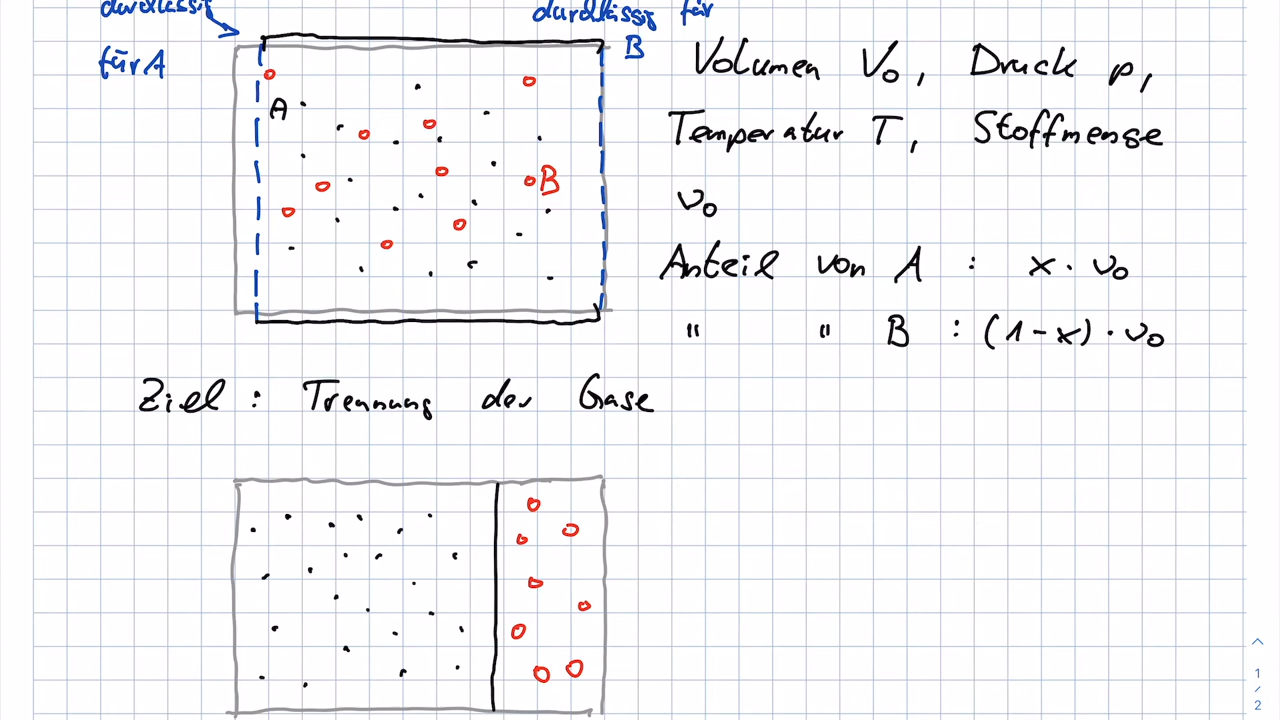 durchlässig
durchlässig für
für A
B
Volumen V₀, Druck p,
A
Temperatur T, Stoffmenge
B
ν₀
Anteil von A : x · ν₀
" " B : (1-x) · ν₀
Ziel : Trennung der Gase
1
/
2